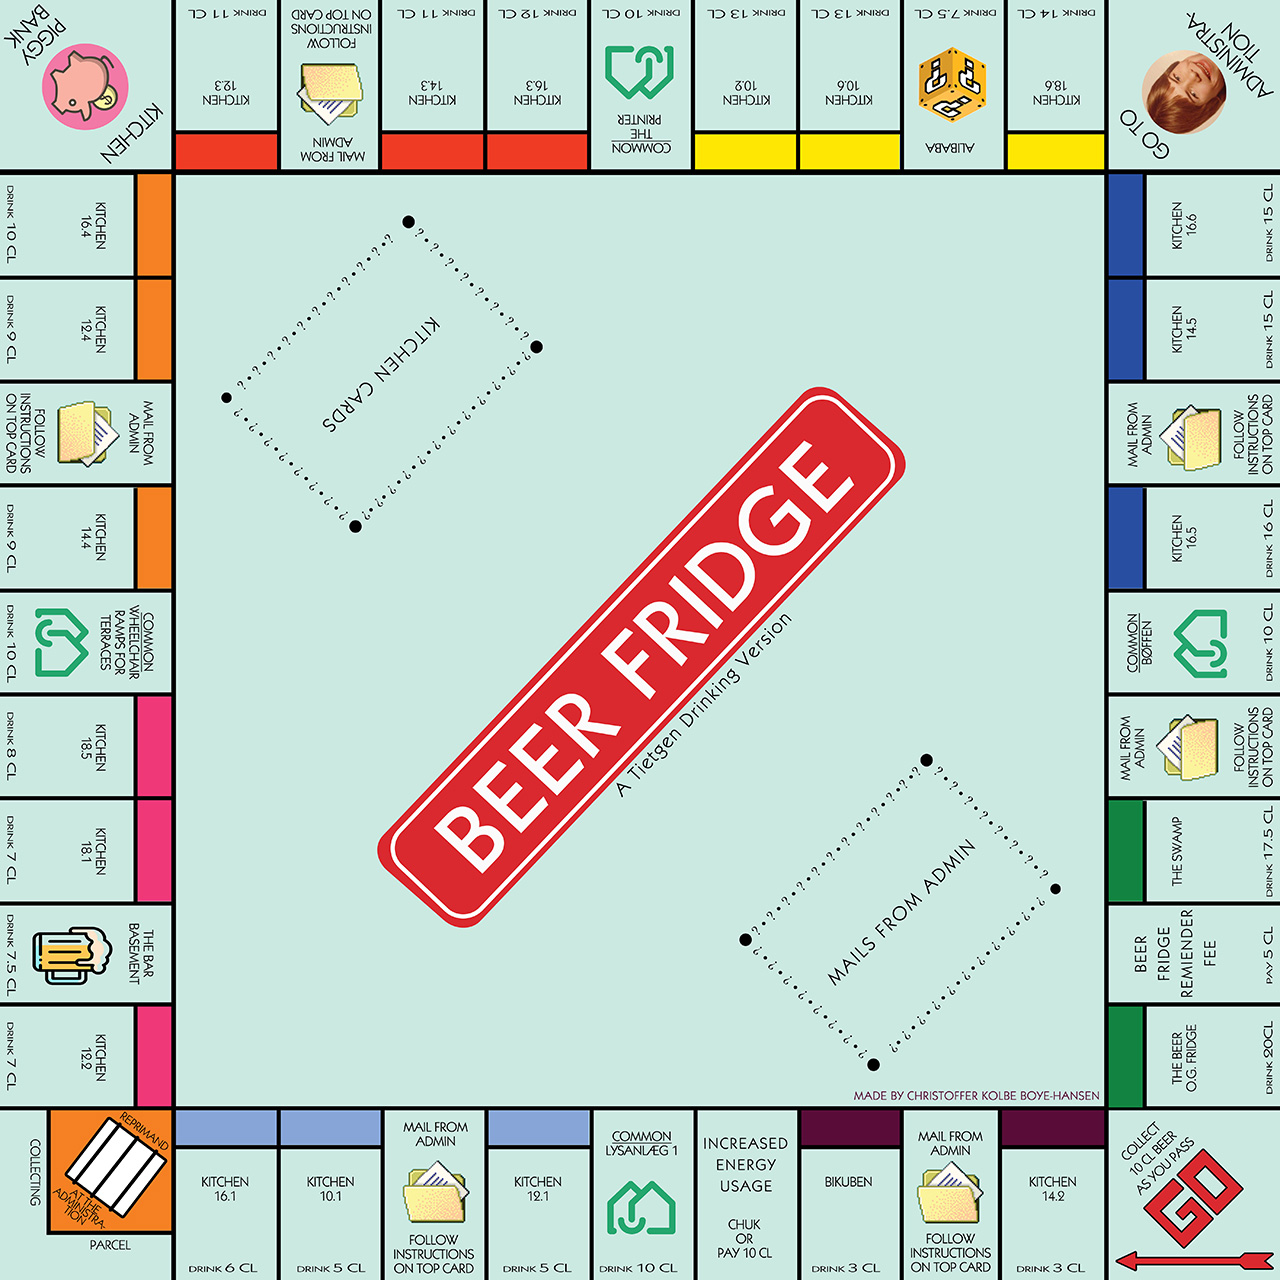 PIGGY
BANK
KITCHEN
DRINK 11 CL
KITCHEN
12.3
MAIL FROM
ADMIN
FOLLOW
INSTRUCTIONS
ON TOP CARD
DRINK 11 CL
KITCHEN
14.3
DRINK 12 CL
KITCHEN
16.3
DRINK 10 CL
COMMON
THE
PRINTER
DRINK 13 CL
KITCHEN
10.2
DRINK 13 CL
KITCHEN
10.6
DRINK 7.5 CL
ALIBABA
DRINK 14 CL
KITCHEN
18.6
GO TO
ADMINISTRA-
TION
KITCHEN
16.4
DRINK 10 CL
KITCHEN
12.4
DRINK 9 CL
MAIL FROM
ADMIN
FOLLOW
INSTRUCTIONS
ON TOP CARD
KITCHEN
14.4
DRINK 9 CL
COMMON
WHEELCHAIR
RAMPS FOR
TERRACES
DRINK 10 CL
KITCHEN
18.5
DRINK 8 CL
KITCHEN
18.1
DRINK 7 CL
THE BAR
BASEMENT
DRINK 7.5 CL
KITCHEN
12.2
DRINK 7 CL
KITCHEN CARDS
BEER FRIDGE
A Tietgen Drinking Version
MAILS FROM ADMIN
MADE BY CHRISTOFFER KOLBE BOYE-HANSEN
KITCHEN
16.6
DRINK 15 CL
KITCHEN
14.5
DRINK 15 CL
MAIL FROM
ADMIN
FOLLOW
INSTRUCTIONS
ON TOP CARD
KITCHEN
16.5
DRINK 16 CL
COMMON
BØFFEN
DRINK 10 CL
MAIL FROM
ADMIN
FOLLOW
INSTRUCTIONS
ON TOP CARD
THE SWAMP
DRINK 17.5 CL
BEER
FRIDGE
REMIENDER
FEE
PAY 5 CL
THE BEER
O.G. FRIDGE
DRINK 20CL
COLLECTING
PARCEL
REPRIMAND
AT THE
ADMINISTRA-
TION
KITCHEN
16.1
DRINK 6 CL
KITCHEN
10.1
DRINK 5 CL
MAIL FROM
ADMIN
FOLLOW
INSTRUCTIONS
ON TOP CARD
KITCHEN
12.1
DRINK 5 CL
COMMON
LYSANLÆG 1
DRINK 10 CL
INCREASED
ENERGY
USAGE
CHUK
OR
PAY 10 CL
BIKUBEN
DRINK 3 CL
MAIL FROM
ADMIN
FOLLOW
INSTRUCTIONS
ON TOP CARD
KITCHEN
14.2
DRINK 3 CL
COLLECT
10 CL BEER
AS YOU PASS
GO